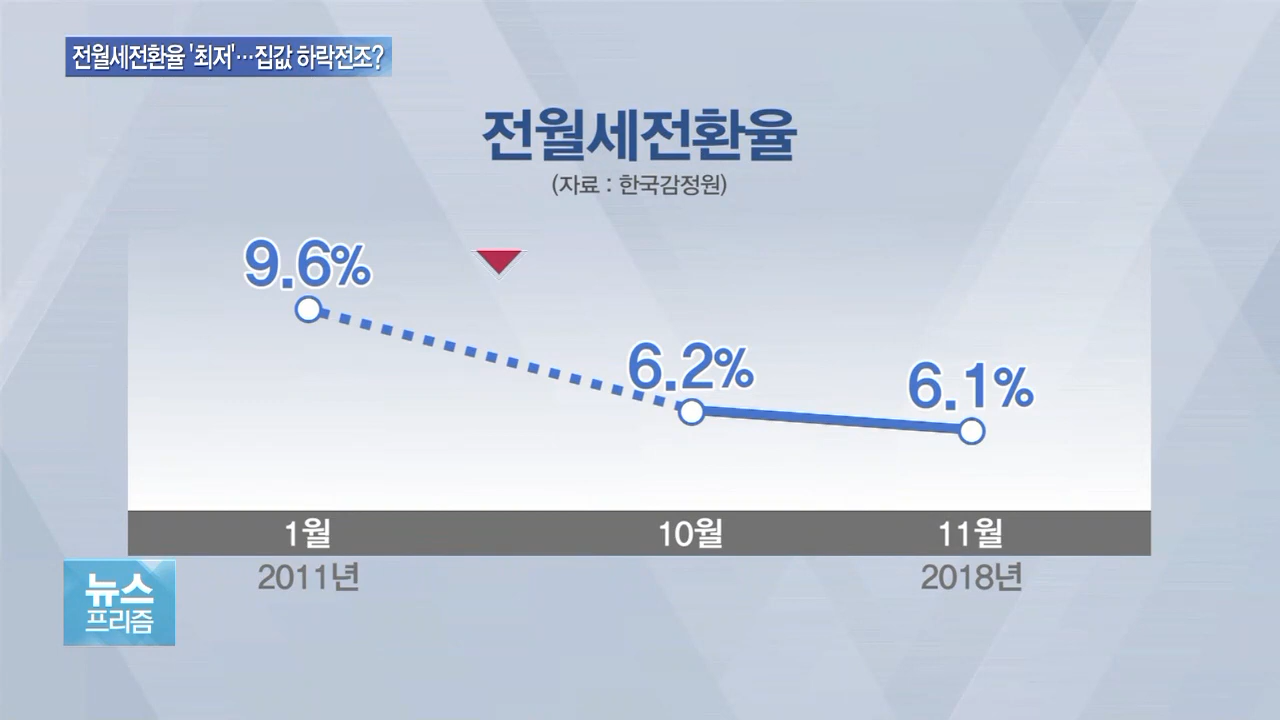 전월세전환율 '최저'…집값 하락전조?
전월세전환율
(자료 : 한국감정원)
9.6%
6.2%
6.1%
1월
10월
11월
2011년
2018년
뉴스
프리즘